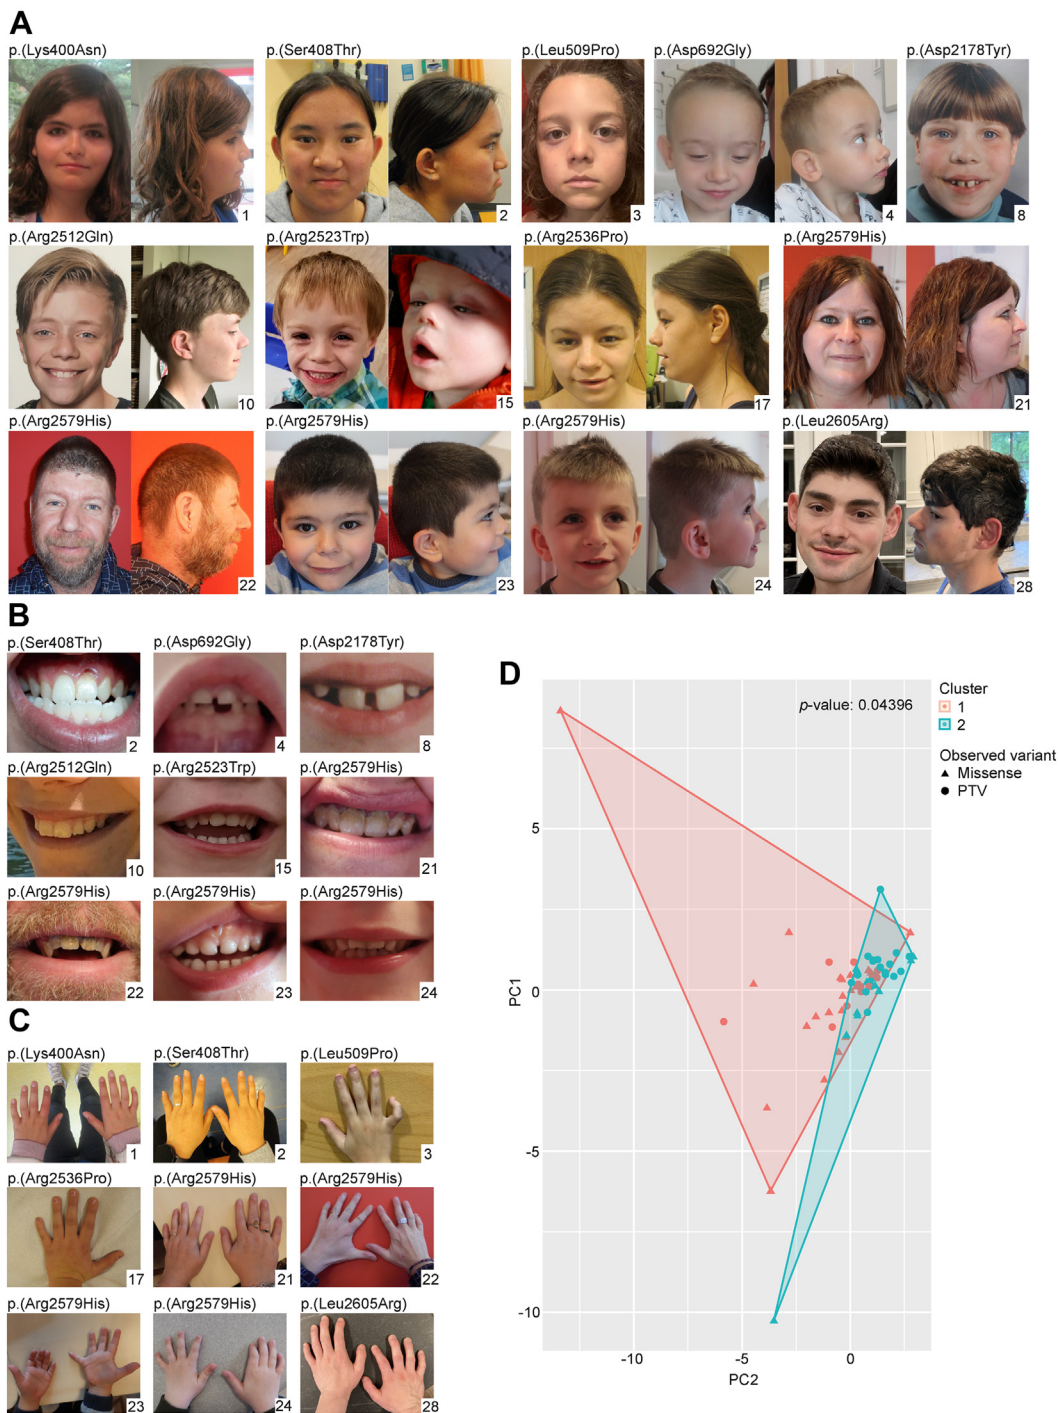 A
p.(Lys400Asn) p.(Ser408Thr) p.(Leu509Pro) p.(Asp692Gly) p.(Asp2178Tyr)
1 2 3 4 8
p.(Arg2512Gln) p.(Arg2523Trp) p.(Arg2536Pro) p.(Arg2579His)
10 15 17 21
p.(Arg2579His) p.(Arg2579His) p.(Arg2579His) p.(Leu2605Arg)
22 23 24 28
B
p.(Ser408Thr) p.(Asp692Gly) p.(Asp2178Tyr)
2 4 8
p.(Arg2512Gln) p.(Arg2523Trp) p.(Arg2579His)
10 15 21
p.(Arg2579His) p.(Arg2579His) p.(Arg2579His)
22 23 24
C
p.(Lys400Asn) p.(Ser408Thr) p.(Leu509Pro)
1 2 3
p.(Arg2536Pro) p.(Arg2579His) p.(Arg2579His)
17 21 22
p.(Arg2579His) p.(Arg2579His) p.(Leu2605Arg)
23 24 28
D
p-value: 0.04396
Cluster
1
2
Observed variant
Missense
PTV
5
0
-5
-10
PC1
-10 -5 0
PC2